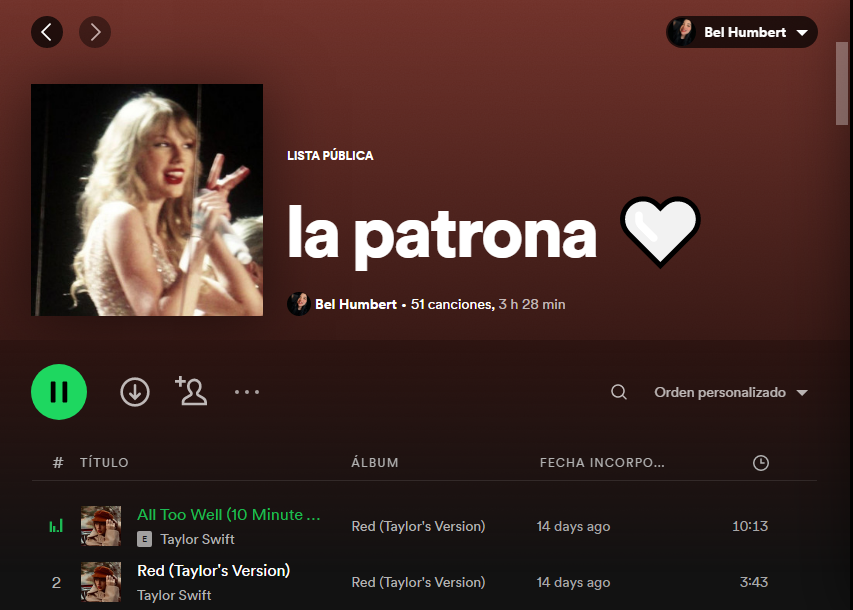 Bel Humbert
LISTA PÚBLICA
la patrona
Bel Humbert • 51 canciones, 3 h 28 min
Orden personalizado
# TÍTULO ÁLBUM FECHA INCORPO...
All Too Well (10 Minute ... Red (Taylor's Version) 14 days ago 10:13
E Taylor Swift
2 Red (Taylor's Version) Red (Taylor's Version) 14 days ago 3:43
Taylor Swift